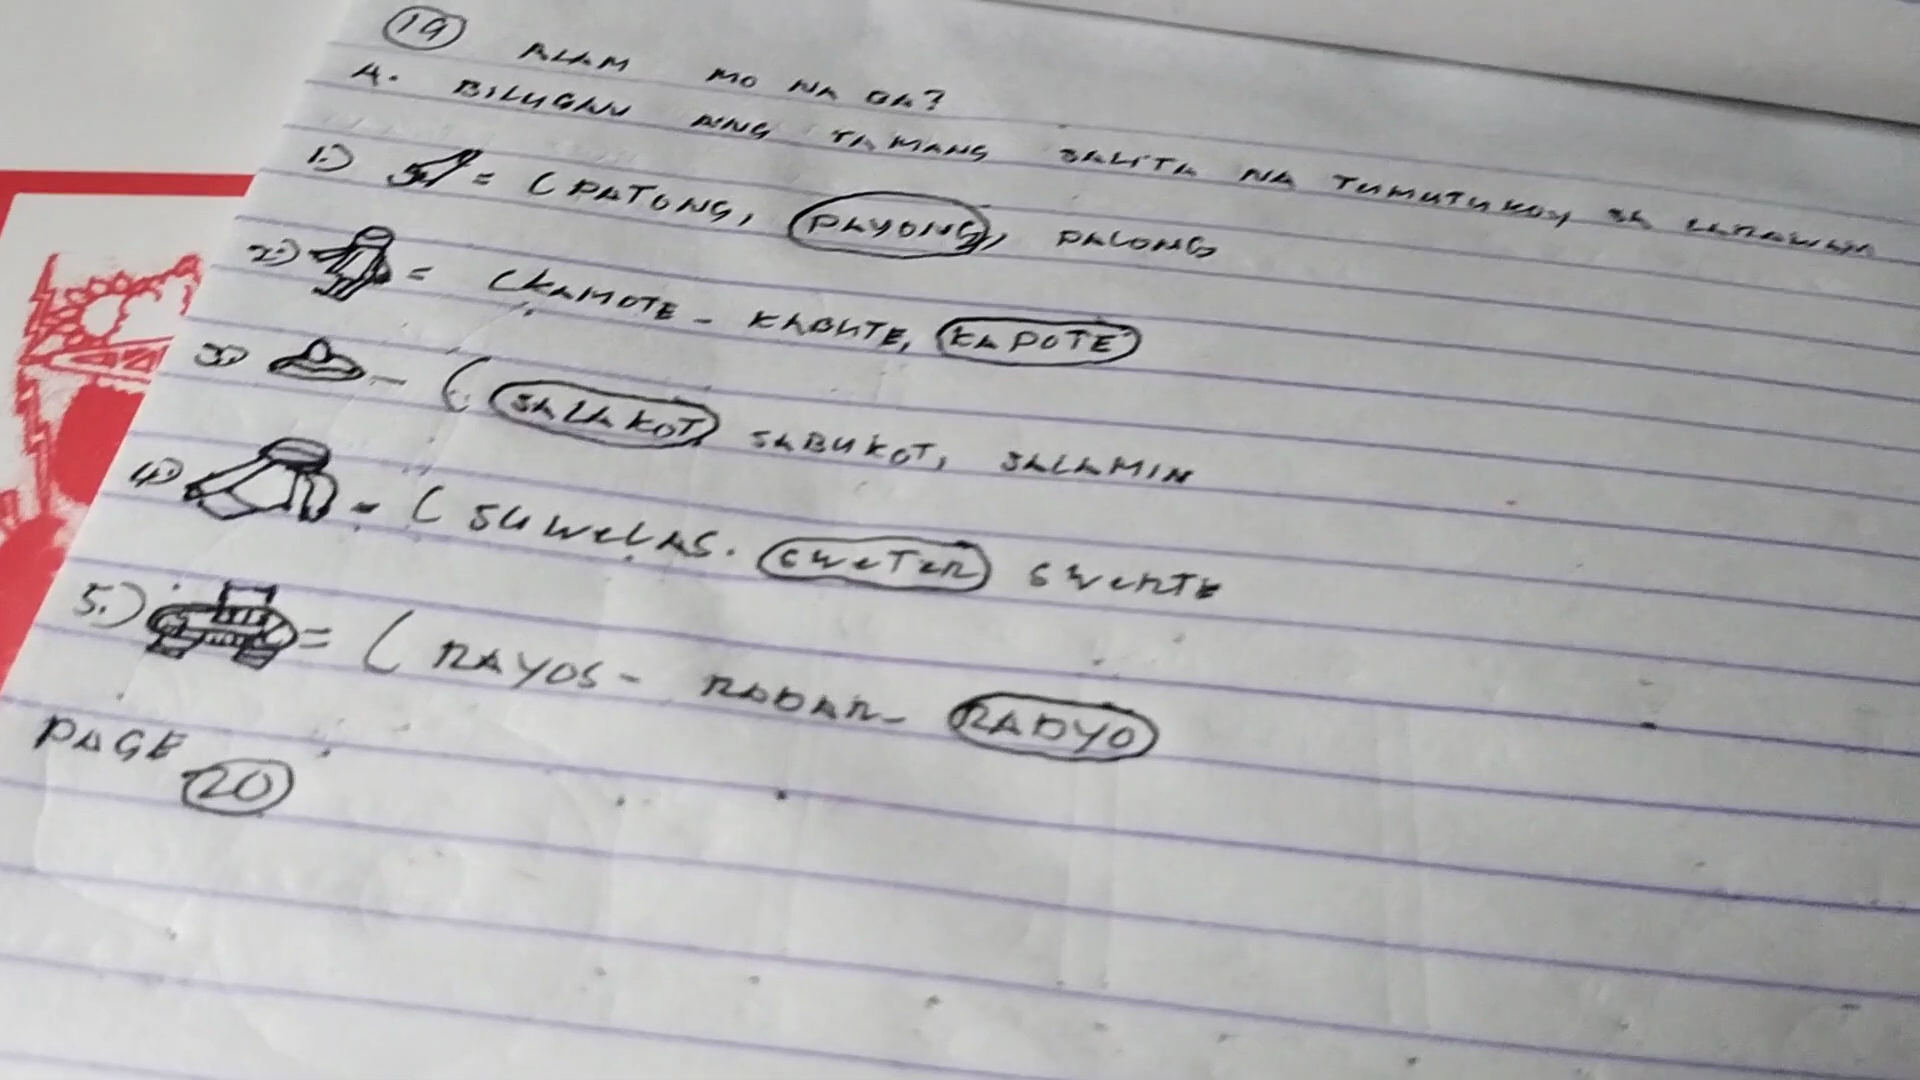 19
ALAM MO NA BA?
A. BILUGAN ANG TAMANG SALITA NA TUMUTUKOY SA LARAWAN
1.) = (PATONG, PAYONG, PALONG
2.) = (KAMOTE - KABUTE, KAPOTE
3.) - (SALAKOT, SABUKOT, SALAMIN
4.) = (SUWELAS. SWETER SWERTE
5.) = (RAYOS - RADAR - RADYO
PAGE 20